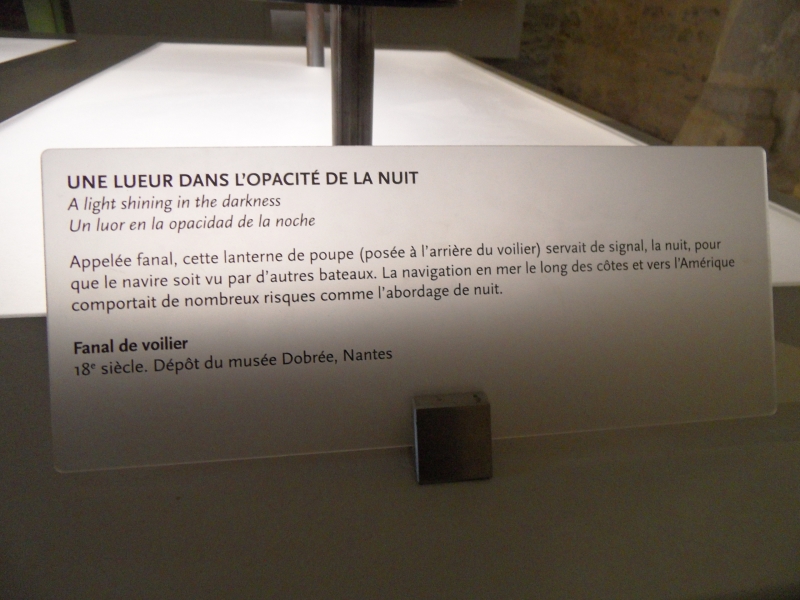 UNE LUEUR DANS L'OPACITÉ DE LA NUIT
A light shining in the darkness
Un luor en la opacidad de la noche
Appelée fanal, cette lanterne de poupe (posée à l'arrière du voilier) servait de signal, la nuit, pour
que le navire soit vu par d'autres bateaux. La navigation en mer le long des côtes et vers l'Amérique
comportait de nombreux risques comme l'abordage de nuit.
Fanal de voilier
18e siècle. Dépôt du musée Dobrée, Nantes